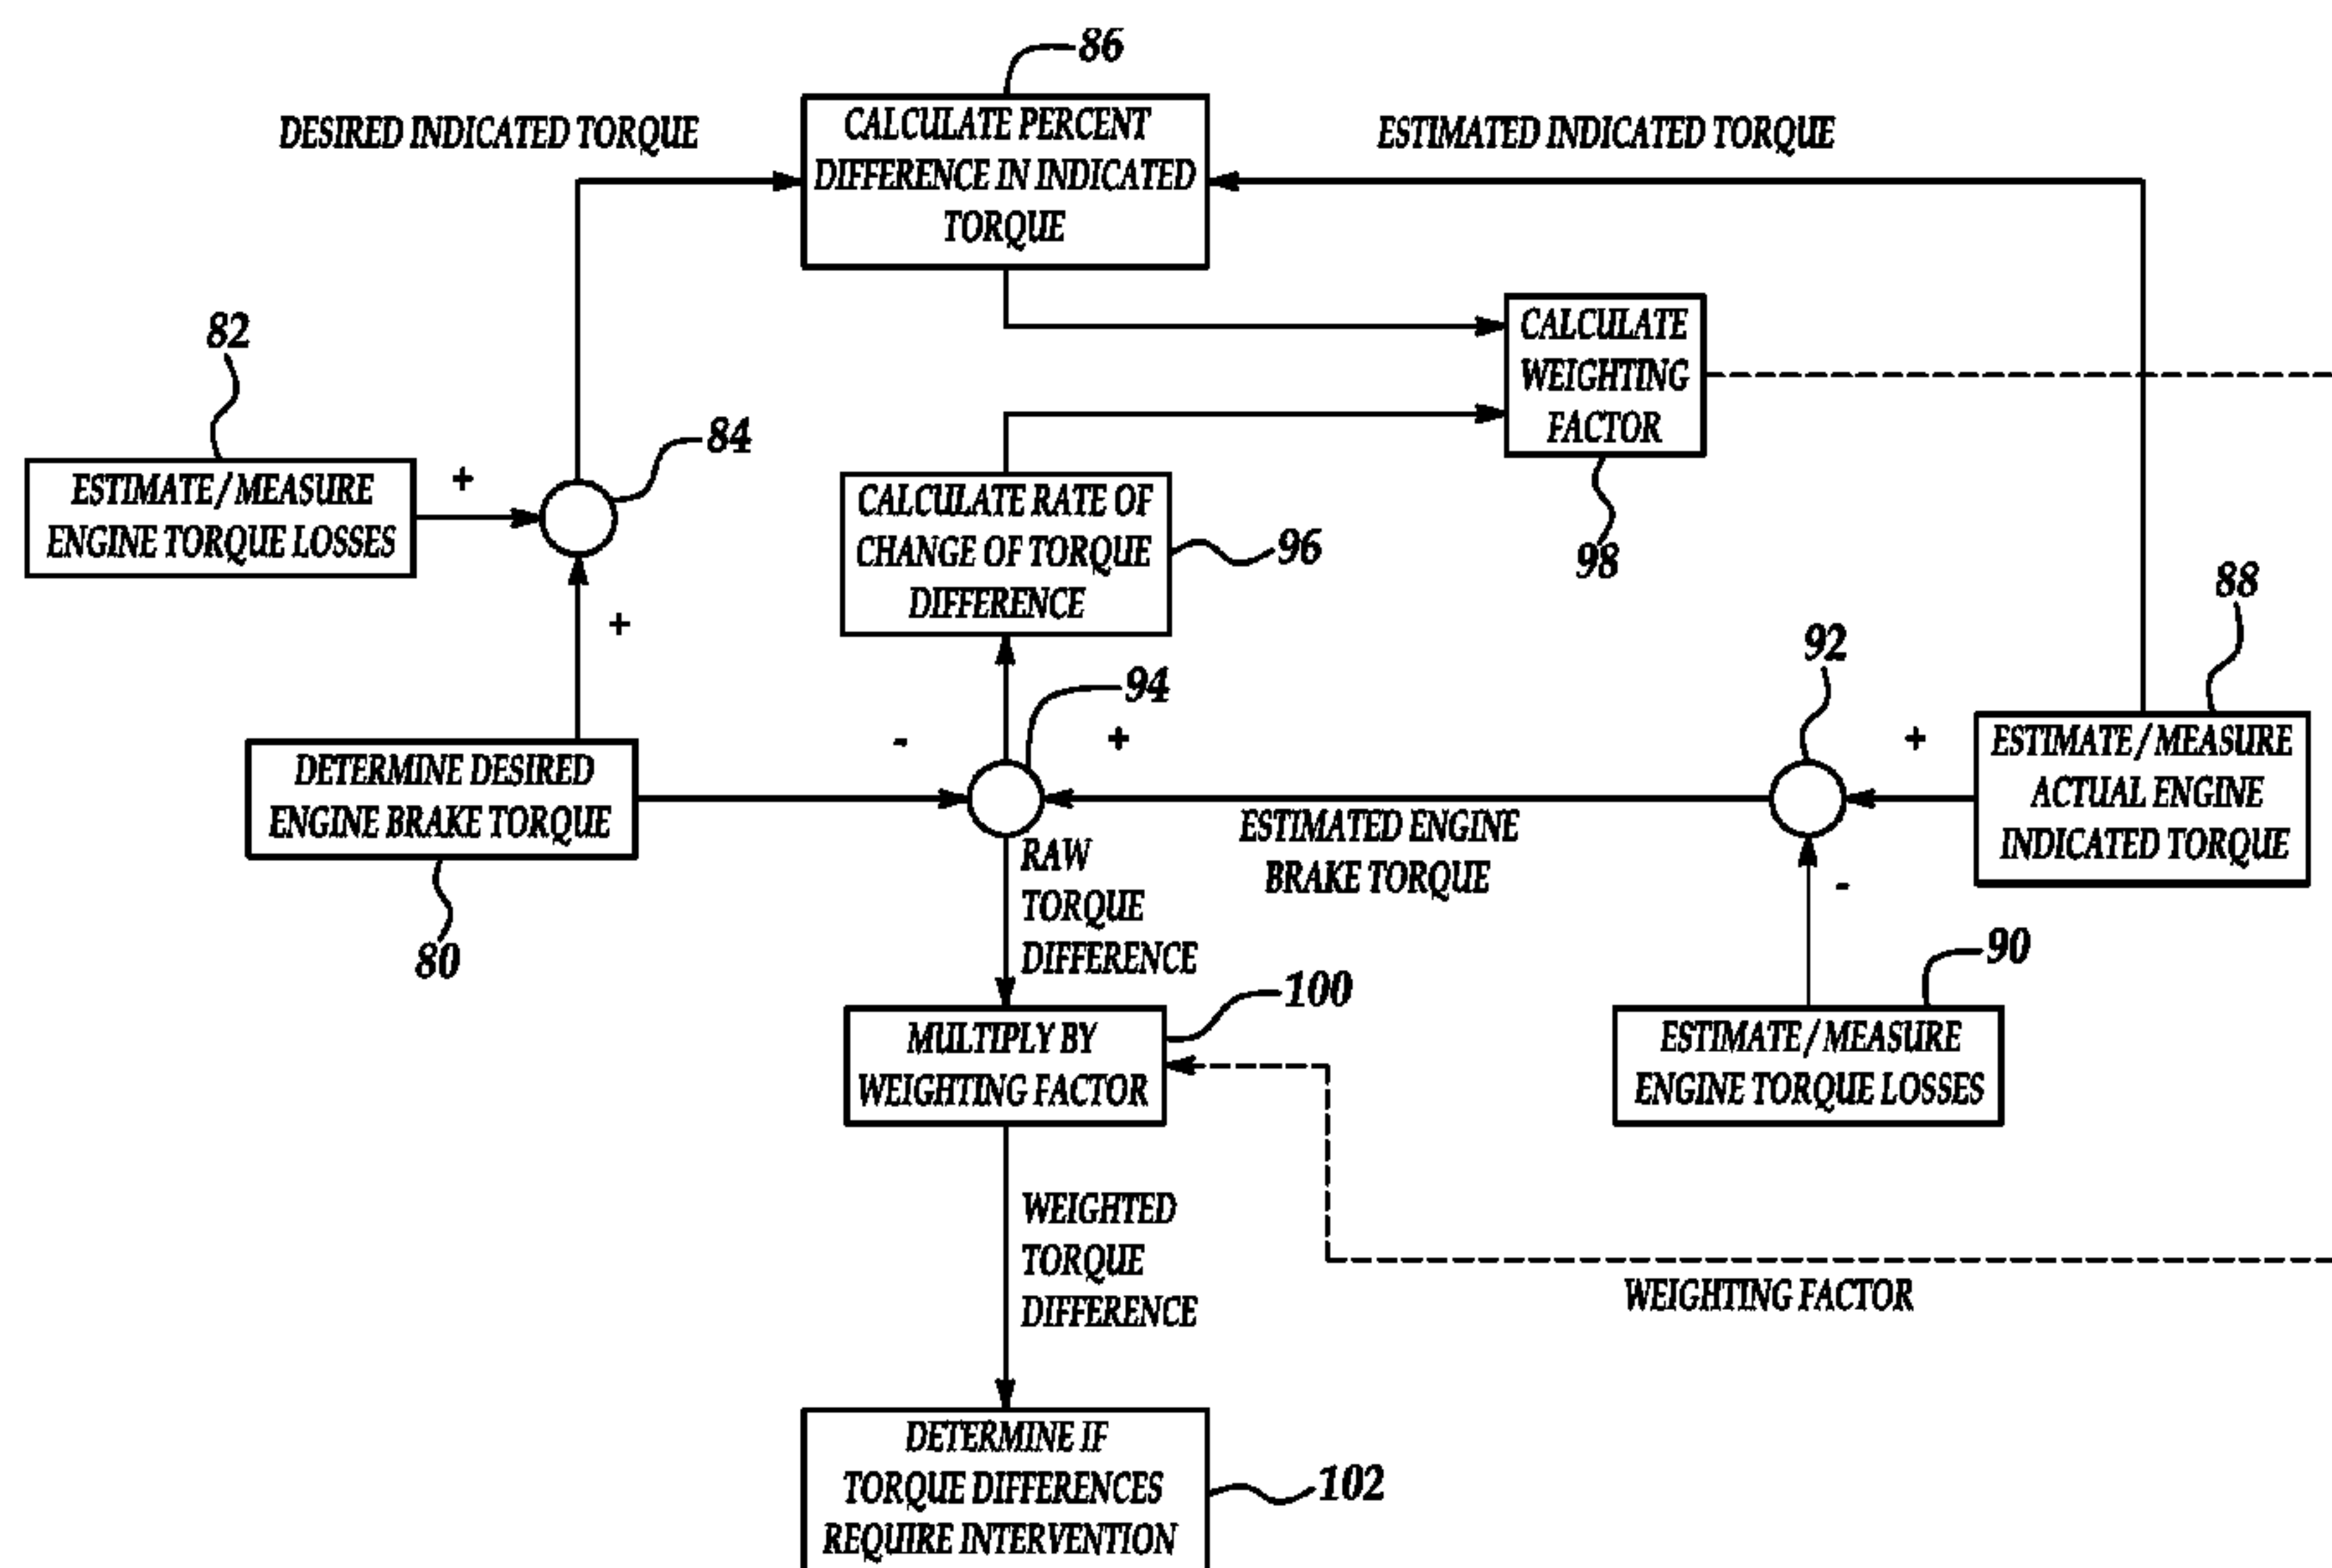 86
DESIRED INDICATED TORQUE
CALCULATE PERCENT
DIFFERENCE IN INDICATED
TORQUE
ESTIMATED INDICATED TORQUE
82
84
CALCULATE
WEIGHTING
FACTOR
98
ESTIMATE/MEASURE
ENGINE TORQUE LOSSES
+
+
CALCULATE RATE OF
CHANGE OF TORQUE
DIFFERENCE
96
88
92
94
DETERMINE DESIRED
ENGINE BRAKE TORQUE
80
-
+
ESTIMATED ENGINE
BRAKE TORQUE
+
-
ESTIMATE/MEASURE
ACTUAL ENGINE
INDICATED TORQUE
RAW
TORQUE
DIFFERENCE
90
100
MULTIPLY BY
WEIGHTING FACTOR
ESTIMATE/MEASURE
ENGINE TORQUE LOSSES
WEIGHTED
TORQUE
DIFFERENCE
WEIGHTING FACTOR
DETERMINE IF
TORQUE DIFFERENCES
REQUIRE INTERVENTION
102